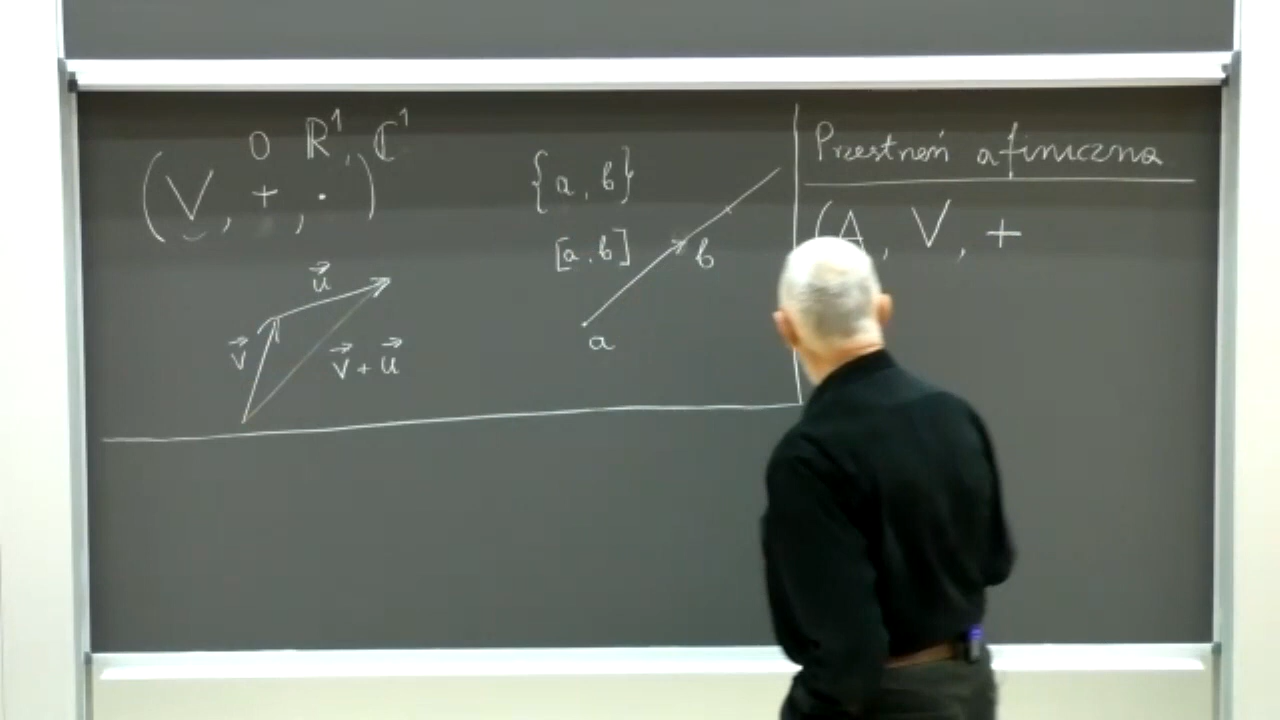 0 ℝ¹, ℂ¹
(V, +, ·)
u⃗
v⃗
v⃗ + u⃗
{a, b}
[a, b]
b
a
Przestrzeń afiniczna
(A, V, +